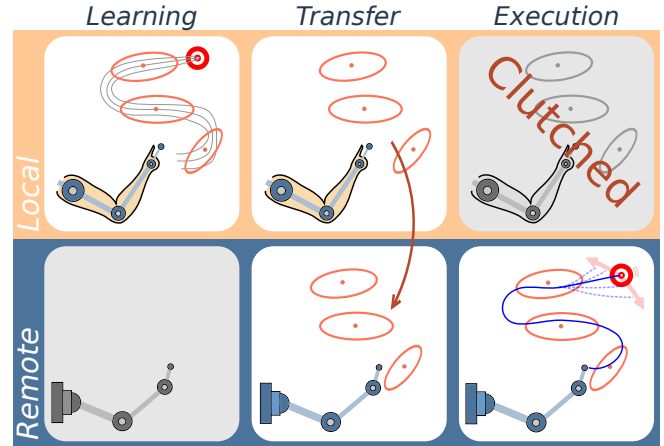 Learning
Transfer
Execution
Local
Clutched
Remote